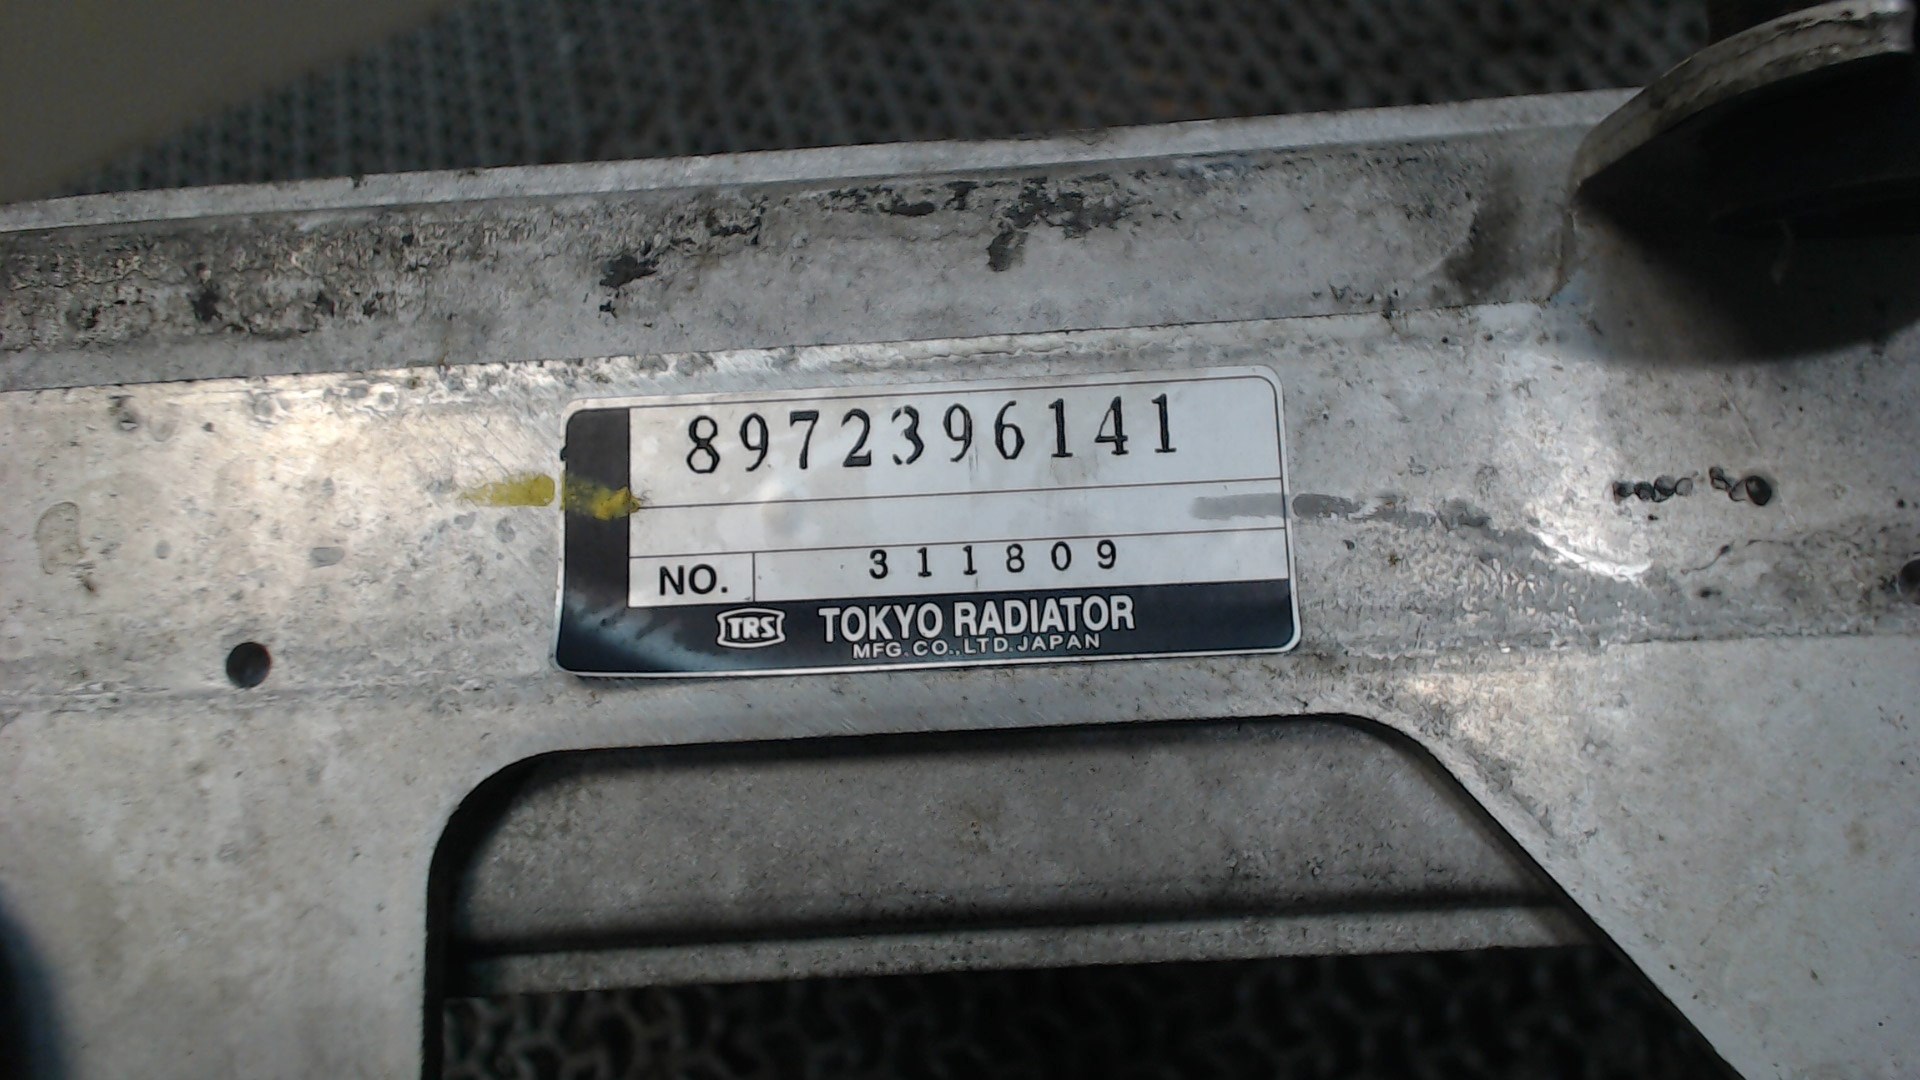 8972396141
NO. 311809
TRS TOKYO RADIATOR
MFG. CO.,LTD. JAPAN